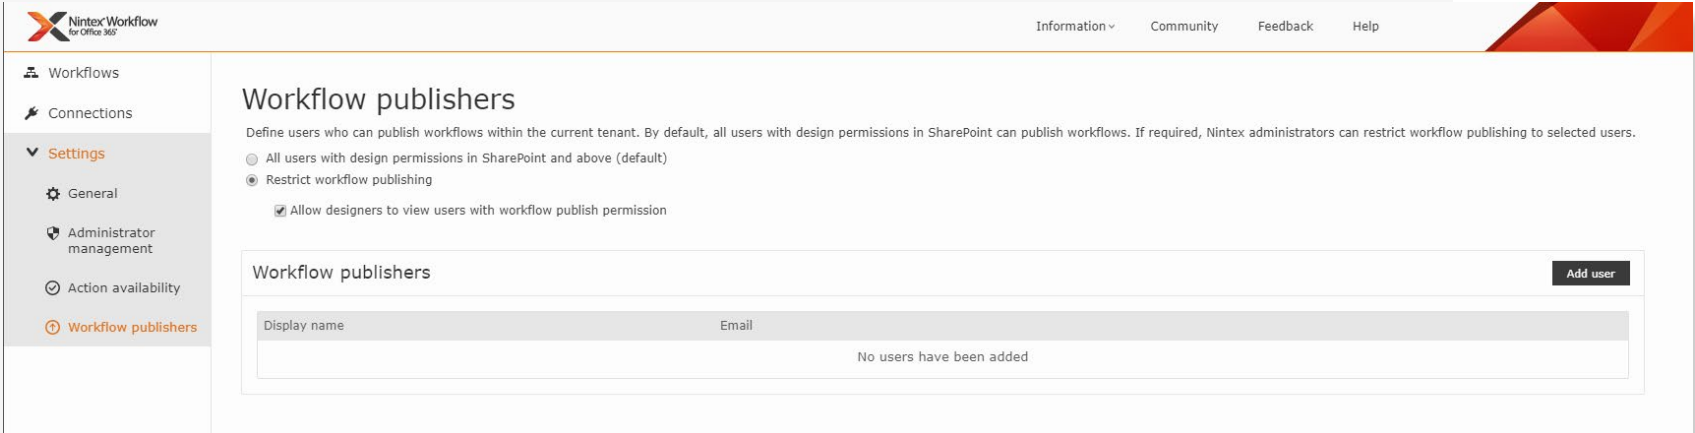 Nintex Workflow
for Office 365
Information
Community
Feedback
Help
Workflows
Connections
Settings
General
Administrator
management
Action availability
Workflow publishers
Workflow publishers
Define users who can publish workflows within the current tenant. By default, all users with design permissions in SharePoint can publish workflows. If required, Nintex administrators can restrict workflow publishing to selected users.
All users with design permissions in SharePoint and above (default)
Restrict workflow publishing
Allow designers to view users with workflow publish permission
Workflow publishers
Add user
Display name
Email
No users have been added